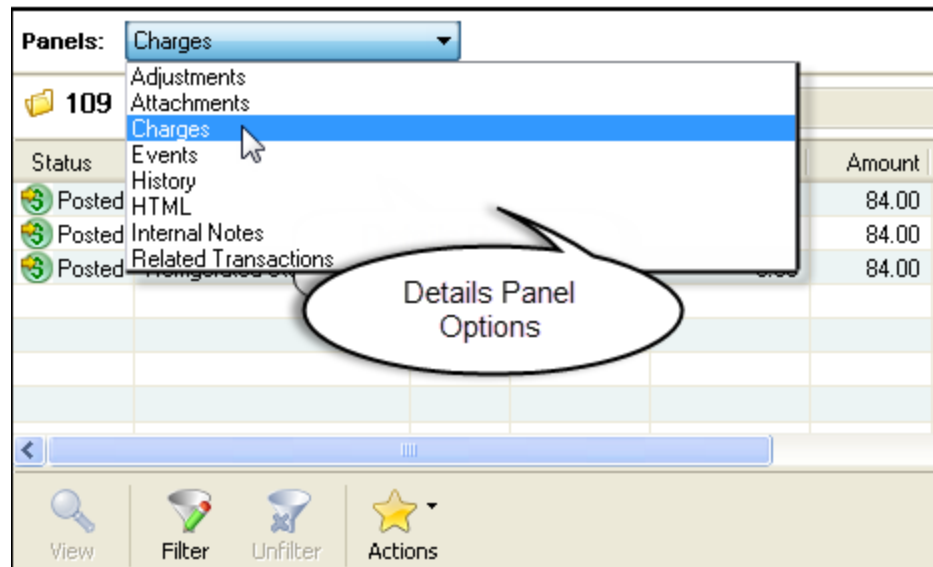 Panels: Charges
Adjustments
109 Attachments
Charges
Status Events Amount
History
Posted HTML 84.00
Posted Internal Notes 84.00
Posted Related Transactions 84.00
Details Panel
Options
View Filter Unfilter Actions